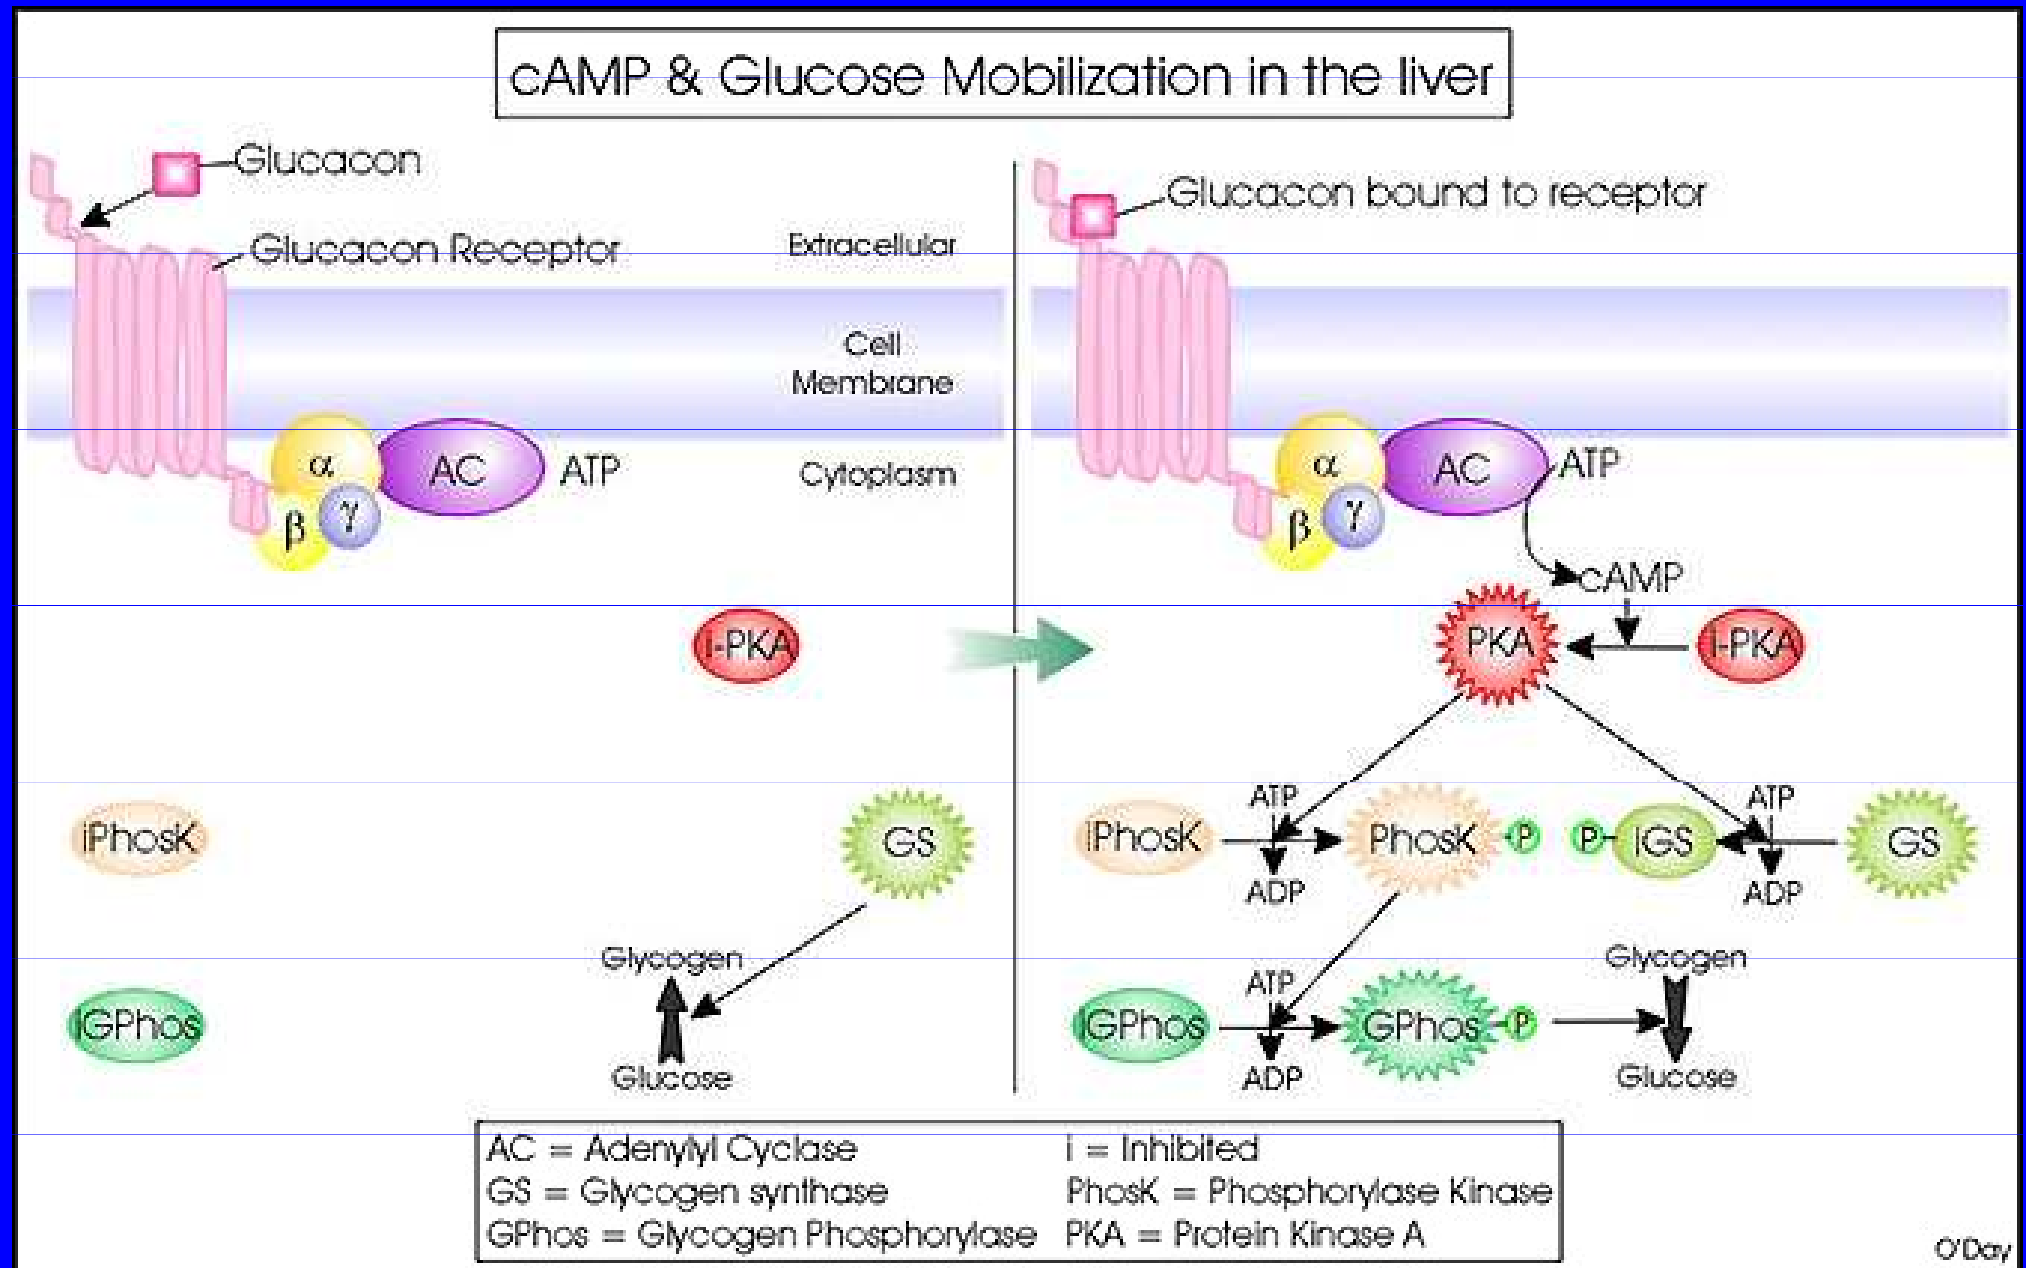 cAMP & Glucose Mobilization in the liver
Glucacon
Glucacon Receptor
Extracellular
Cell
Membrane
Cytoplasm
α
β
γ
AC
ATP
i-PKA
iPhosK
GS
iGPhos
Glycogen
Glucose
Glucacon bound to receptor
α
β
γ
AC
ATP
cAMP
PKA
i-PKA
iPhosK
ATP
ADP
PhosK
P
P
iGS
ATP
ADP
GS
iGPhos
ATP
ADP
GPhos
P
Glycogen
Glucose
AC = Adenylyl Cyclase
GS = Glycogen synthase
GPhos = Glycogen Phosphorylase
i = Inhibited
PhosK = Phosphorylase Kinase
PKA = Protein Kinase A
O'Day